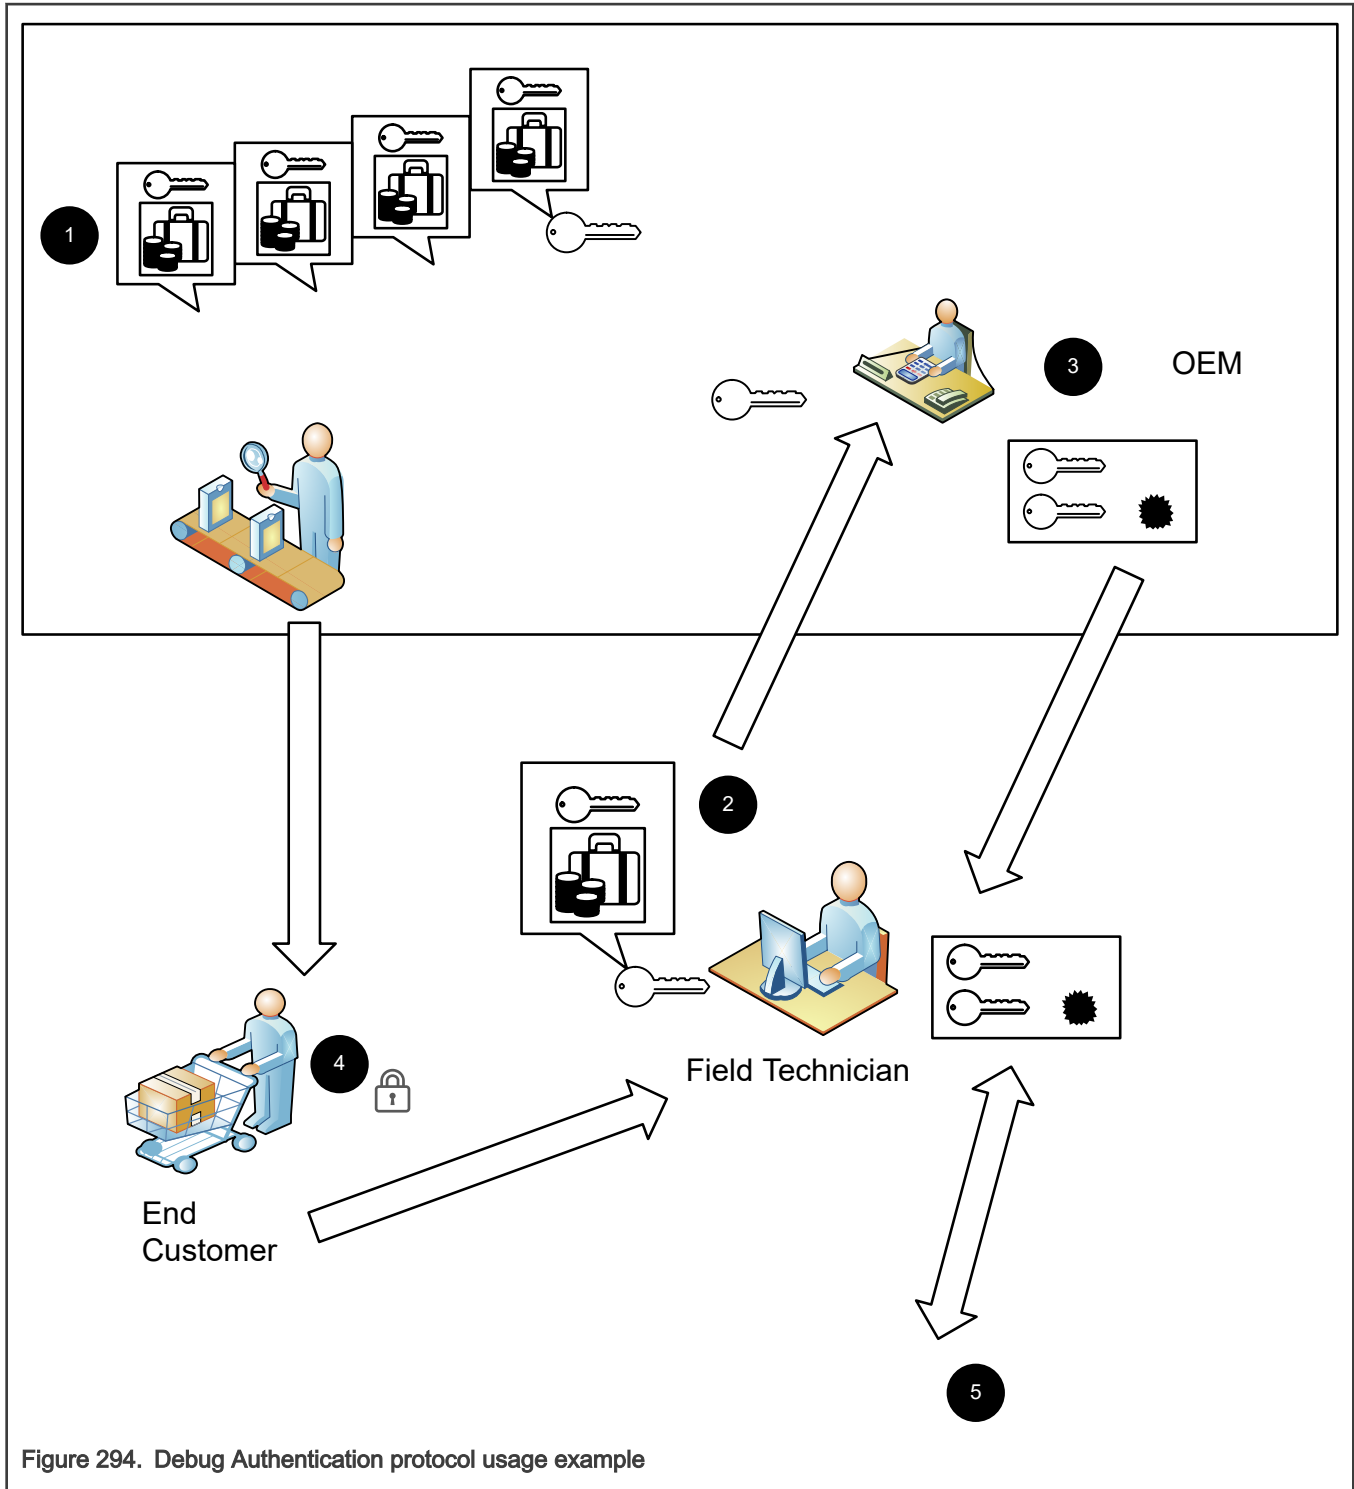 1
3
OEM
2
Field Technician
4
End
Customer
5
Figure 294. Debug Authentication protocol usage example